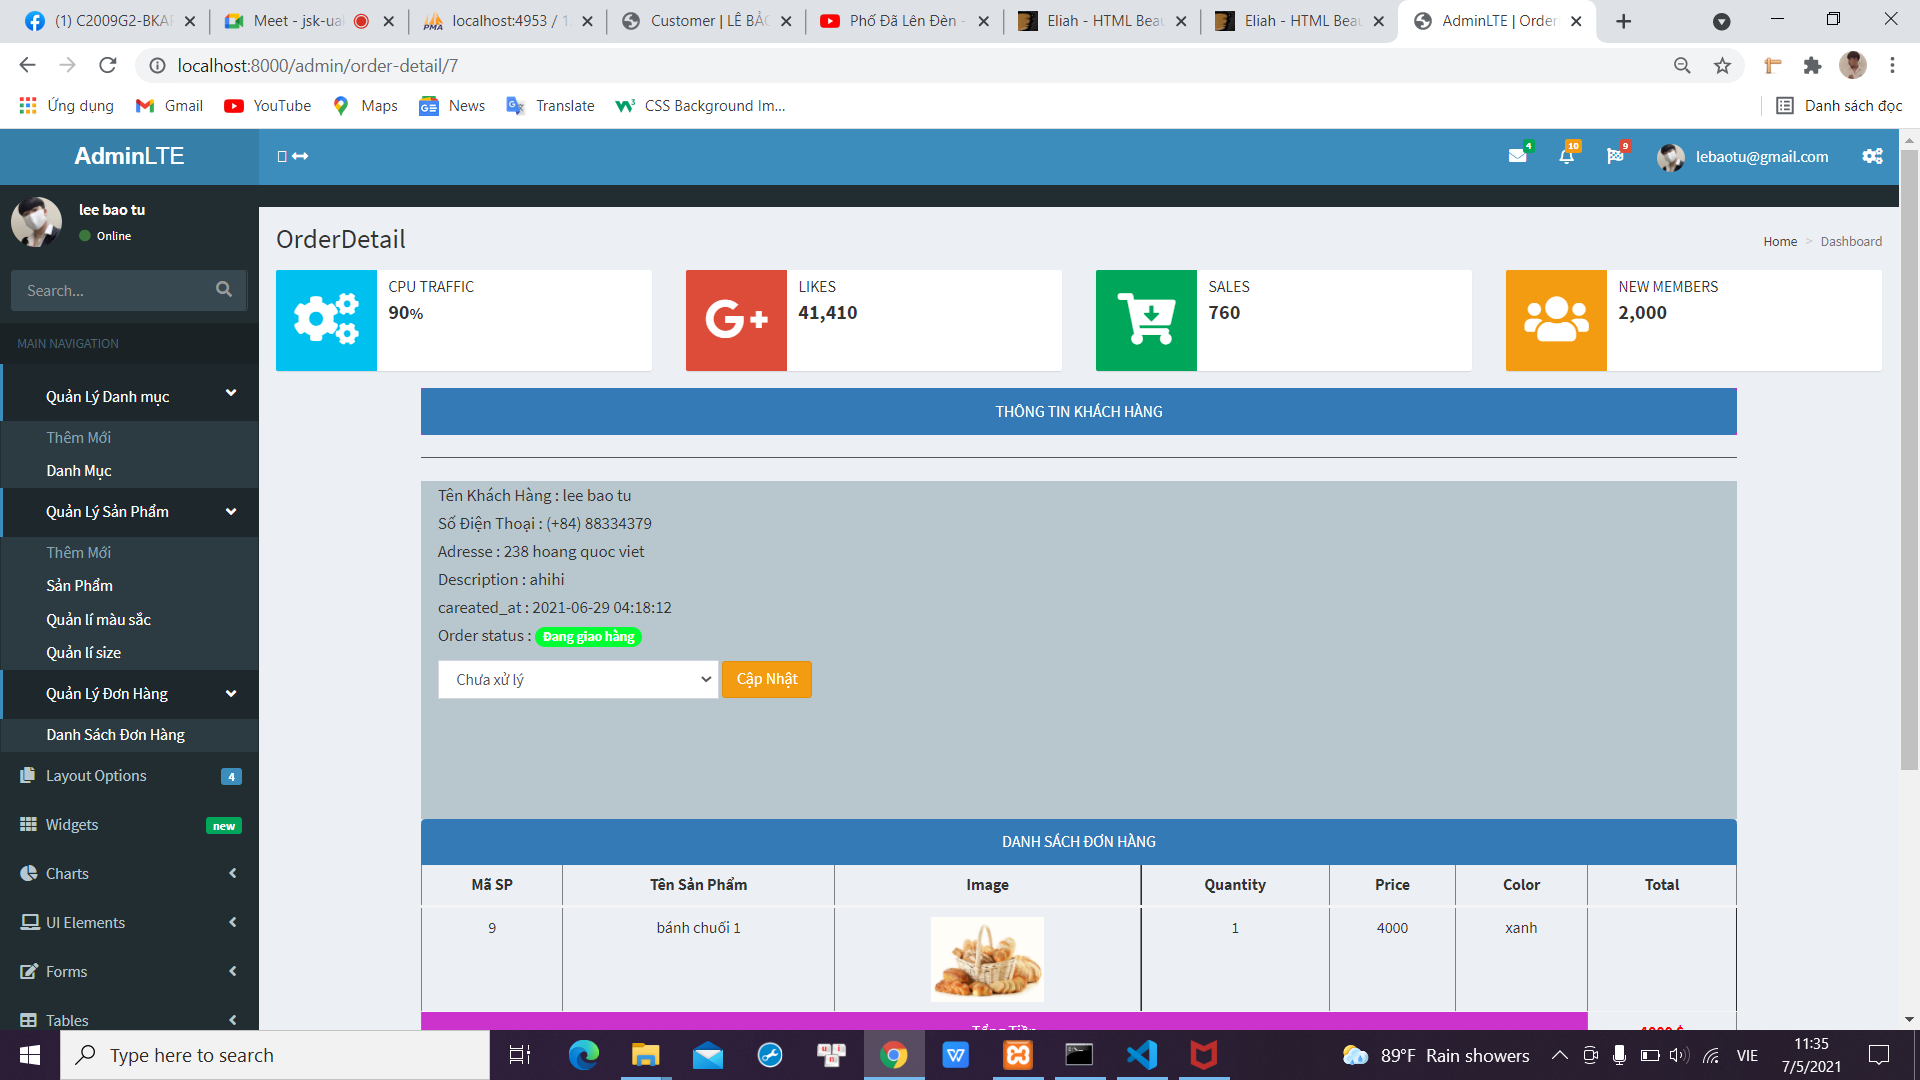 (1) C2009G2-BKAP
Meet - jsk-ual
localhost:4953 / 1
Customer | LÊ BẢO
Phố Đã Lên Đèn -
Eliah - HTML Beau
Eliah - HTML Beau
AdminLTE | Order
localhost:8000/admin/order-detail/7
Ứng dụng
Gmail
YouTube
Maps
News
Translate
CSS Background Im...
Danh sách đọc
AdminLTE
4
10
9
lebaotu@gmail.com
lee bao tu
Online
Search...
MAIN NAVIGATION
Quản Lý Danh mục
Thêm Mới
Danh Mục
Quản Lý Sản Phẩm
Thêm Mới
Sản Phẩm
Quản lí màu sắc
Quản lí size
Quản Lý Đơn Hàng
Danh Sách Đơn Hàng
Layout Options 4
Widgets new
Charts
UI Elements
Forms
Tables
OrderDetail
Home > Dashboard
CPU TRAFFIC
90%
LIKES
41,410
SALES
760
NEW MEMBERS
2,000
THÔNG TIN KHÁCH HÀNG
Tên Khách Hàng : lee bao tu
Số Điện Thoại : (+84) 88334379
Adresse : 238 hoang quoc viet
Description : ahihi
careated_at : 2021-06-29 04:18:12
Order status : Đang giao hàng
Chưa xử lý
Cập Nhật
DANH SÁCH ĐƠN HÀNG
Mã SP Tên Sản Phẩm Image Quantity Price Color Total
9 bánh chuối 1 1 4000 xanh
Tổng Tiền 4000 $
Type here to search
89°F Rain showers
VIE
11:35
7/5/2021